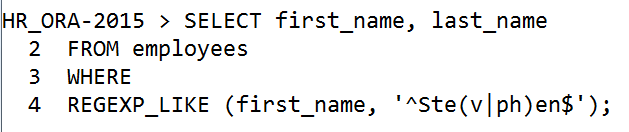 HR_ORA-2015 > SELECT first_name, last_name
2 FROM employees
3 WHERE
4 REGEXP_LIKE (first_name, '^Ste(v|ph)en$');